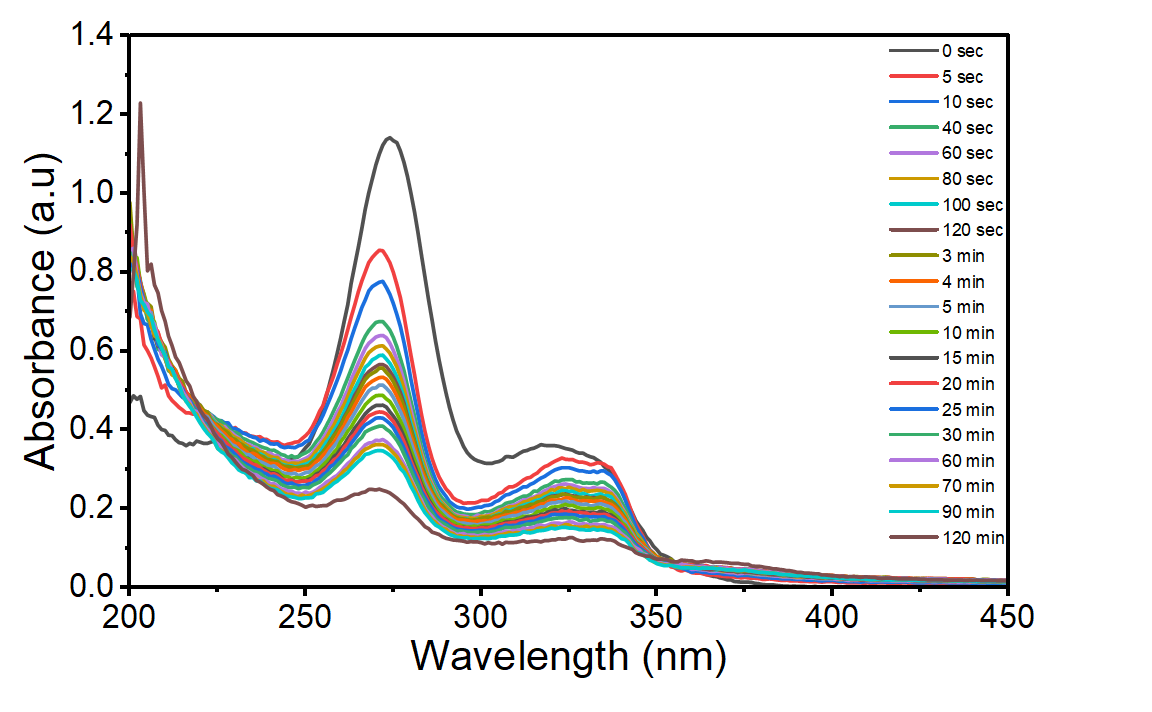 1.4
1.2
1.0
0.8
0.6
0.4
0.2
0.0
Absorbance (a.u)
200
250
300
350
400
450
Wavelength (nm)
0 sec
5 sec
10 sec
40 sec
60 sec
80 sec
100 sec
120 sec
3 min
4 min
5 min
10 min
15 min
20 min
25 min
30 min
60 min
70 min
90 min
120 min